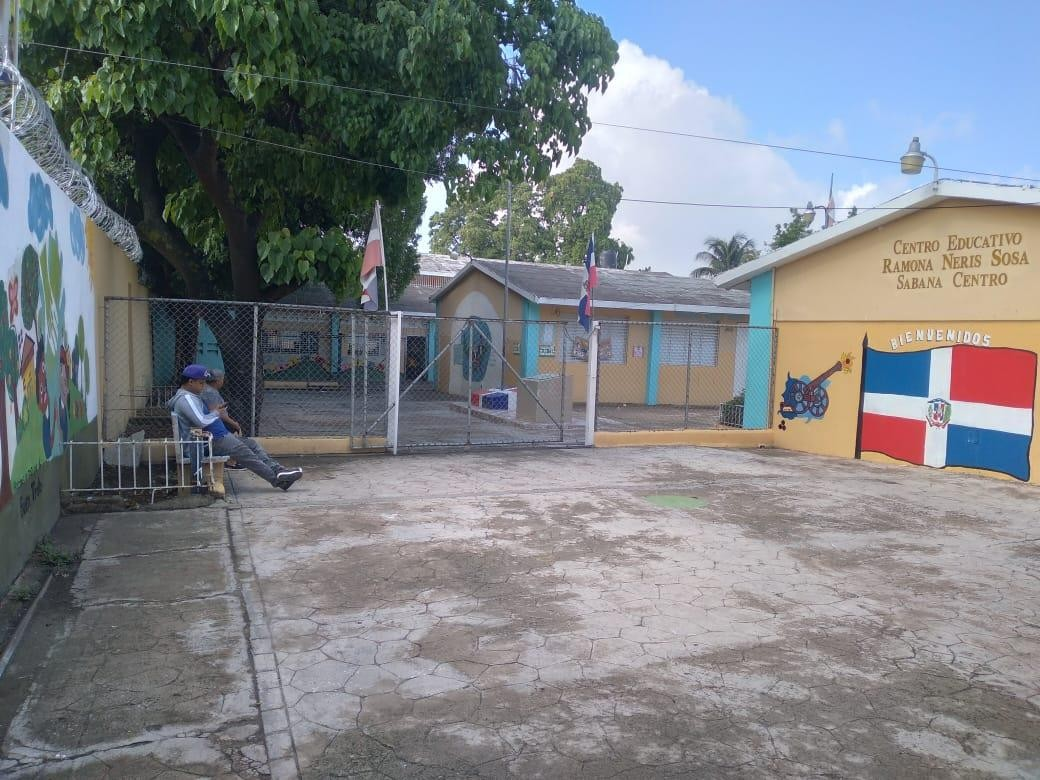 Centro Educativo
Ramona Neris Sosa
Sabana Centro
BIENVENIDOS